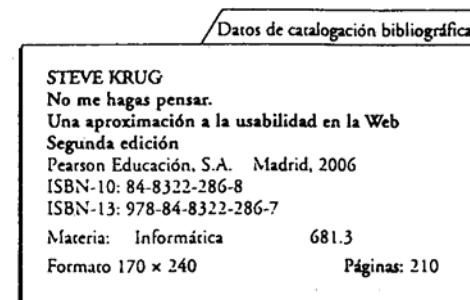 Datos de catalogación bibliográfica
STEVE KRUG
No me hagas pensar.
Una aproximación a la usabilidad en la Web
Segunda edición
Pearson Educación, S.A. Madrid, 2006
ISBN-10: 84-8322-286-8
ISBN-13: 978-84-8322-286-7
Materia: Informática 681.3
Formato 170 × 240 Páginas: 210